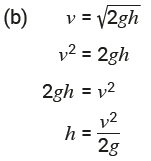 (b) v = √2gh
v² = 2gh
2gh = v²
h = v²/2g